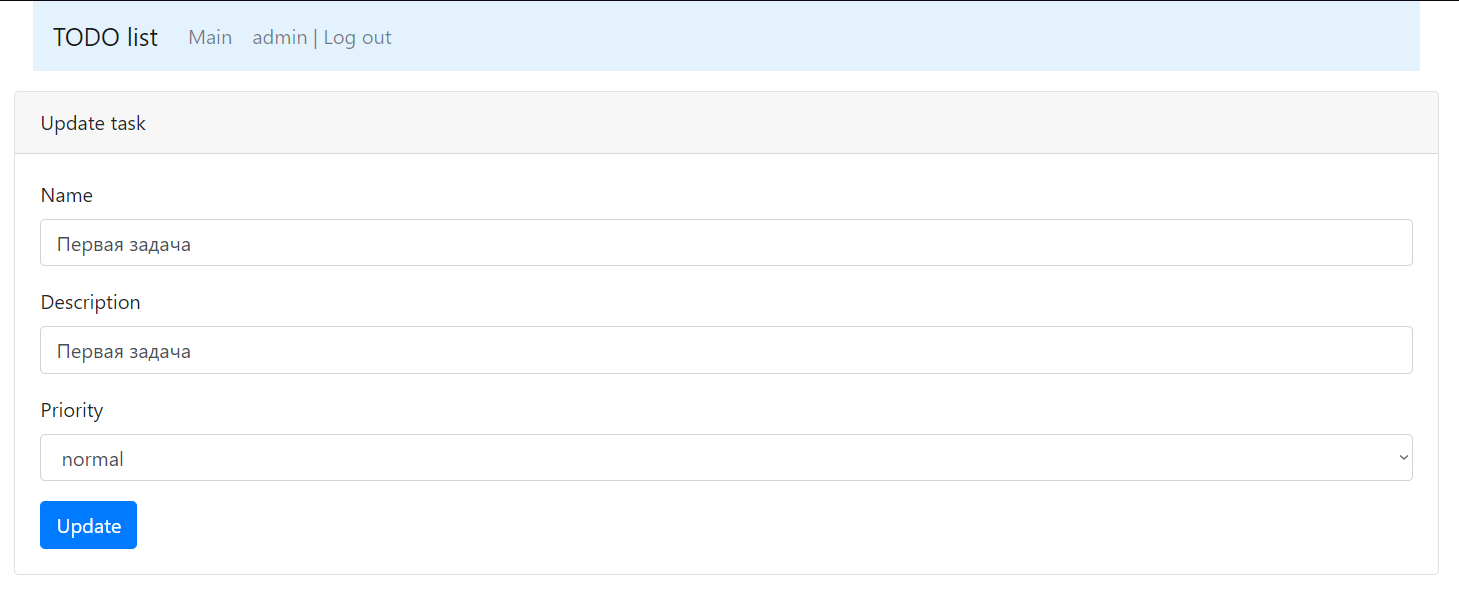 TODO list Main admin | Log out
Update task
Name
Первая задача
Description
Первая задача
Priority
normal
Update